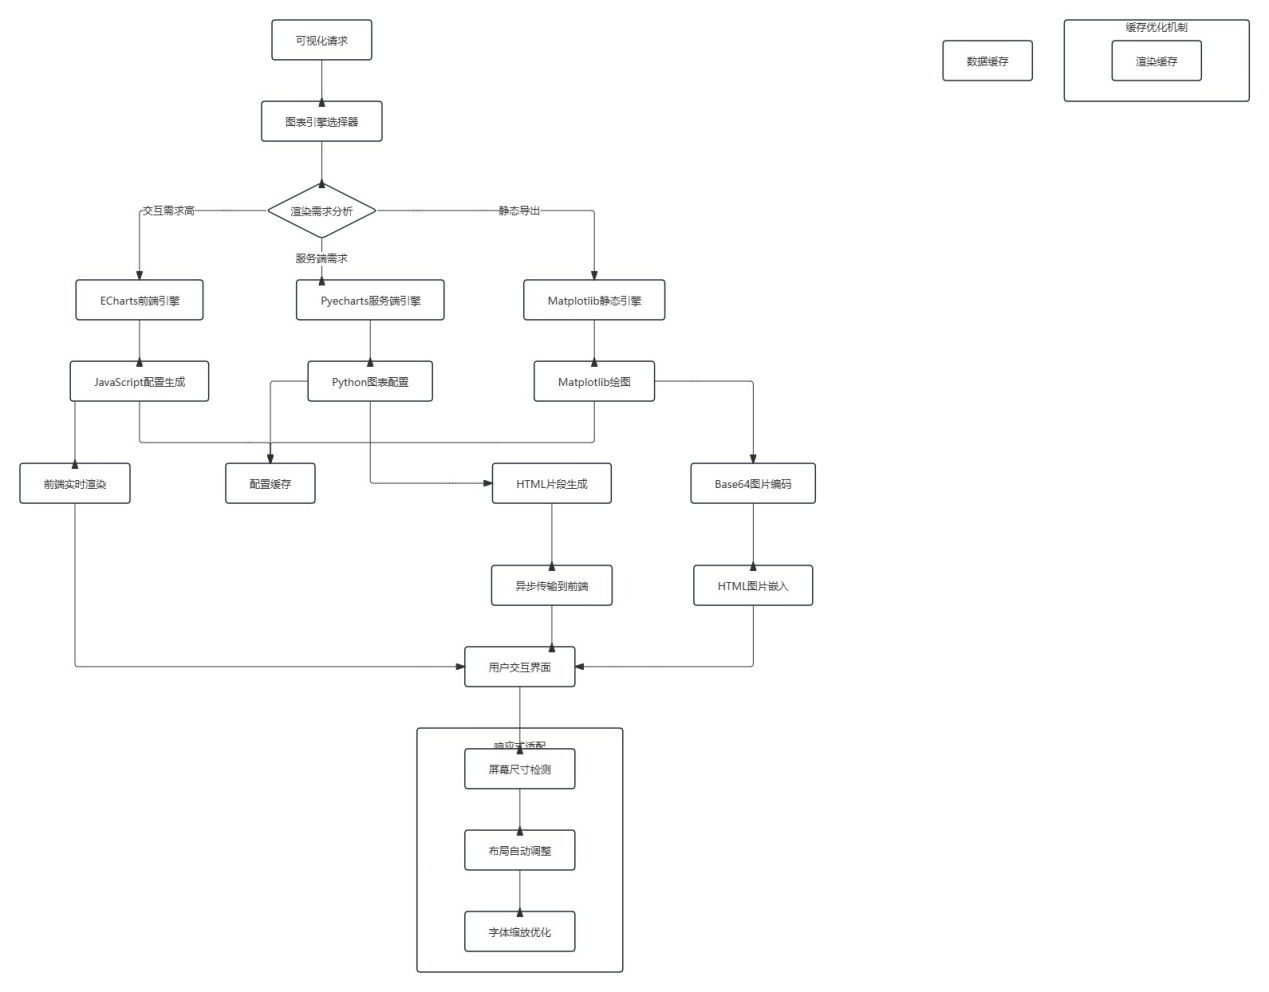 可视化请求
缓存优化机制
数据缓存
渲染缓存
图表引擎选择器
交互需求高
渲染需求分析
静态导出
服务端需求
ECharts前端引擎
Pyecharts服务端引擎
Matplotlib静态引擎
JavaScript配置生成
Python图表配置
Matplotlib绘图
前端实时渲染
配置缓存
HTML片段生成
Base64图片编码
异步传输到前端
HTML图片嵌入
用户交互界面
响应式适配
屏幕尺寸检测
布局自动调整
字体缩放优化